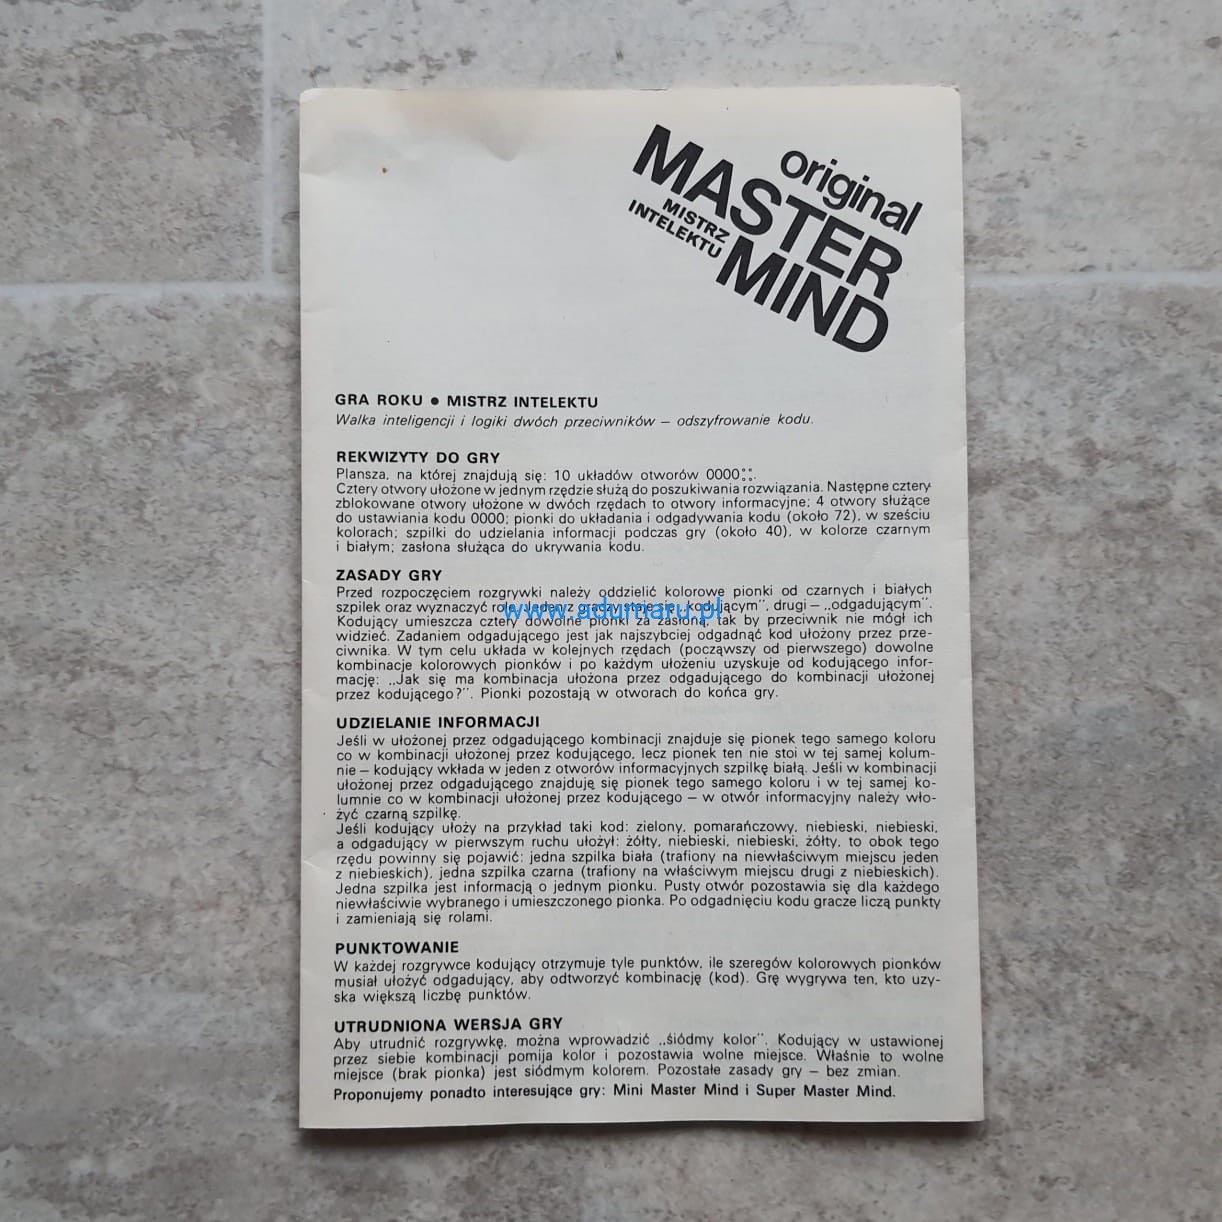 original
MASTER
MISTRZ
INTELEKTU
MIND
GRA ROKU ● MISTRZ INTELEKTU
Walka inteligencji i logiki dwóch przeciwników – odszyfrowanie kodu.
REKWIZYTY DO GRY
Plansza, na której znajdują się: 10 układów otworów 0000⁚⁚.
Cztery otwory ułożone w jednym rzędzie służą do poszukiwania rozwiązania. Następne cztery
zblokowane otwory ułożone w dwóch rzędach to otwory informacyjne; 4 otwory służące
do ustawiania kodu 0000; pionki do układania i odgadywania kodu (około 72), w sześciu
kolorach; szpilki do udzielania informacji podczas gry (około 40), w kolorze czarnym
i białym; zasłona służąca do ukrywania kodu.
ZASADY GRY
Przed rozpoczęciem rozgrywki należy oddzielić kolorowe pionki od czarnych i białych
szpilek oraz wyznaczyć role. Jeden z graczy staje się „kodującym”, drugi – „odgadującym”.
www.adumaru.pl
Kodujący umieszcza cztery dowolne pionki za zasłoną, tak by przeciwnik nie mógł ich
widzieć. Zadaniem odgadującego jest jak najszybciej odgadnąć kod ułożony przez prze-
ciwnika. W tym celu układa w kolejnych rzędach (począwszy od pierwszego) dowolne
kombinacje kolorowych pionków i po każdym ułożeniu uzyskuje od kodującego infor-
mację: „Jak się ma kombinacja ułożona przez odgadującego do kombinacji ułożonej
przez kodującego?”. Pionki pozostają w otworach do końca gry.
UDZIELANIE INFORMACJI
Jeśli w ułożonej przez odgadującego kombinacji znajduje się pionek tego samego koloru
co w kombinacji ułożonej przez kodującego, lecz pionek ten nie stoi w tej samej kolum-
nie – kodujący wkłada w jeden z otworów informacyjnych szpilkę białą. Jeśli w kombinacji
ułożonej przez odgadującego znajduję się pionek tego samego koloru i w tej samej ko-
lumnie co w kombinacji ułożonej przez kodującego – w otwór informacyjny należy wło-
żyć czarną szpilkę.
Jeśli kodujący ułoży na przykład taki kod: zielony, pomarańczowy, niebieski, niebieski,
a odgadujący w pierwszym ruchu ułożył: żółty, niebieski, niebieski, żółty, to obok tego
rzędu powinny się pojawić: jedna szpilka biała (trafiony na niewłaściwym miejscu jeden
z niebieskich), jedna szpilka czarna (trafiony na właściwym miejscu drugi z niebieskich).
Jedna szpilka jest informacją o jednym pionku. Pusty otwór pozostawia się dla każdego
niewłaściwie wybranego i umieszczonego pionka. Po odgadnięciu kodu gracze liczą punkty
i zamieniają się rolami.
PUNKTOWANIE
W każdej rozgrywce kodujący otrzymuje tyle punktów, ile szeregów kolorowych pionków
musiał ułożyć odgadujący, aby odtworzyć kombinację (kod). Grę wygrywa ten, kto uzy-
ska większą liczbę punktów.
UTRUDNIONA WERSJA GRY
Aby utrudnić rozgrywkę, można wprowadzić „śiódmy kolor”. Kodujący w ustawionej
przez siebie kombinacji pomija kolor i pozostawia wolne miejsce. Właśnie to wolne
miejsce (brak pionka) jest siódmym kolorem. Pozostałe zasady gry – bez zmian.
Proponujemy ponadto interesujące gry: Mini Master Mind i Super Master Mind.